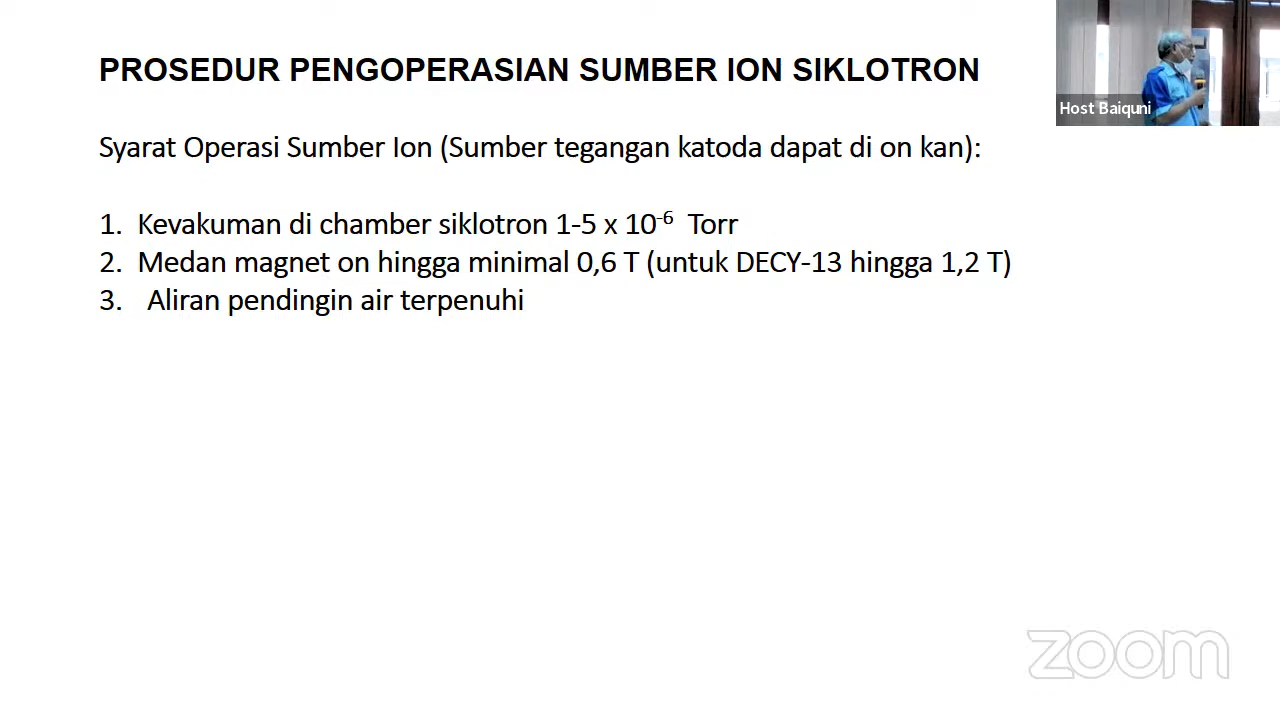 PROSEDUR PENGOPERASIAN SUMBER ION SIKLOTRON
Host Baiquni
Syarat Operasi Sumber Ion (Sumber tegangan katoda dapat di on kan):
1. Kevakuman di chamber siklotron 1-5 x 10⁻⁶ Torr
2. Medan magnet on hingga minimal 0,6 T (untuk DECY-13 hingga 1,2 T)
3. Aliran pendingin air terpenuhi
zoom